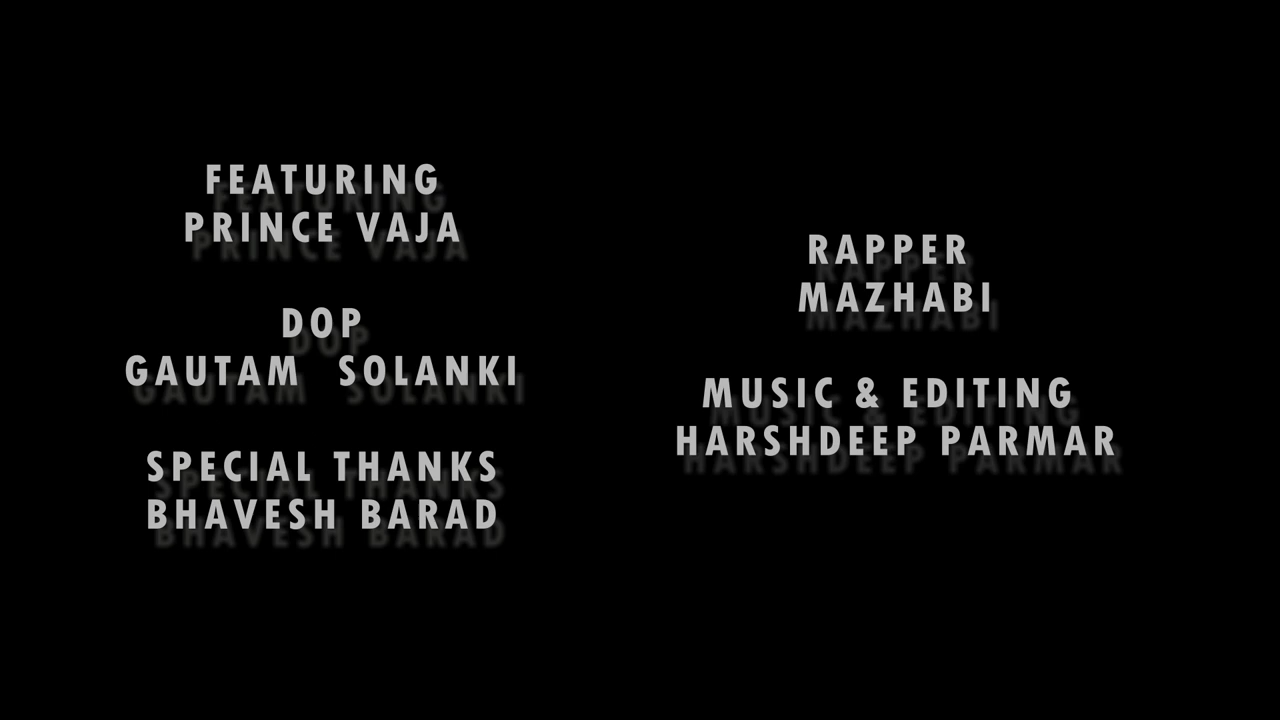 FEATURING
PRINCE VAJA
DOP
GAUTAM SOLANKI
SPECIAL THANKS
BHAVESH BARAD
RAPPER
MAZHABI
MUSIC & EDITING
HARSHDEEP PARMAR